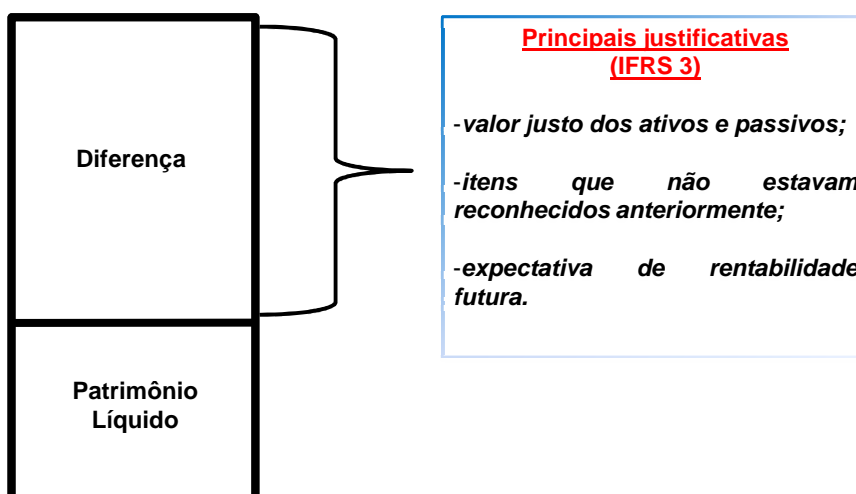 Diferença
Patrimônio
Líquido
Principais justificativas
(IFRS 3)
-valor justo dos ativos e passivos;
-itens que não estavam
reconhecidos anteriormente;
-expectativa de rentabilidade
futura.